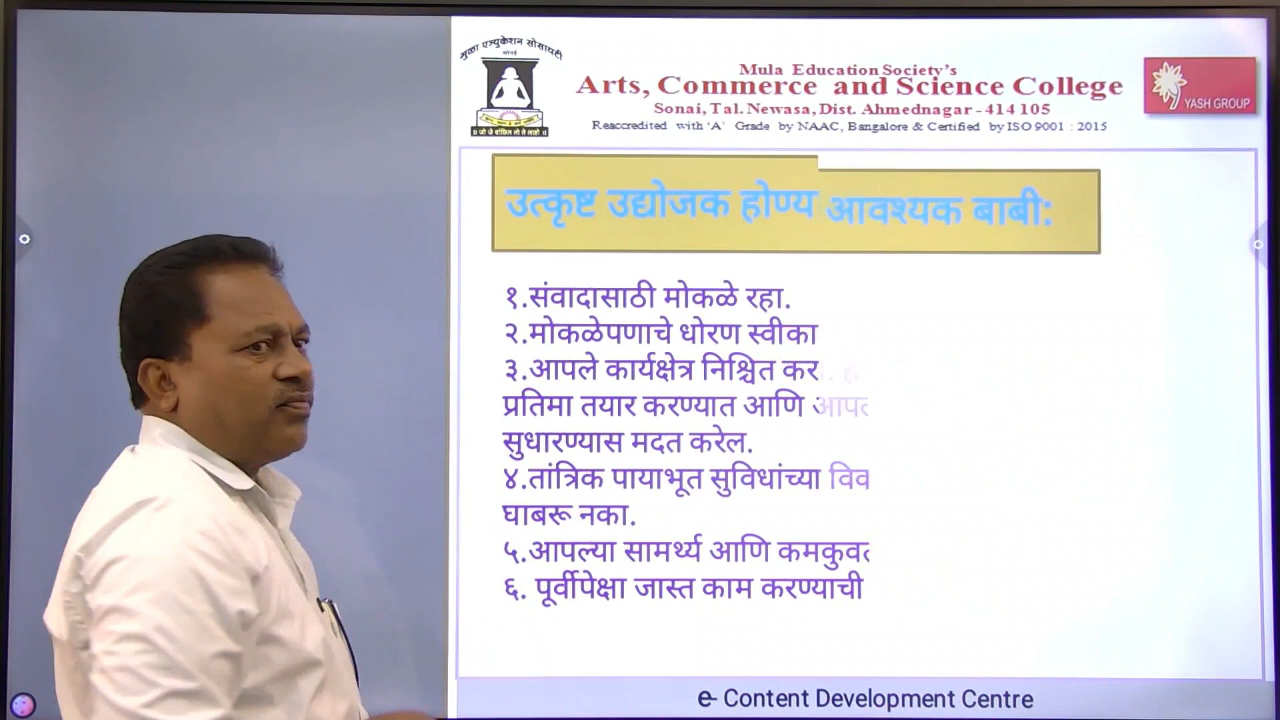 मुळा एज्युकेशन सोसायटी
सोनई
॥ जो जे वांछिल तो ते लाहो ॥
Mula Education Society's
Arts, Commerce and Science College
Sonai, Tal. Newasa, Dist. Ahmednagar - 414 105
Reaccredited with 'A' Grade by NAAC, Bangalore & Certified by ISO 9001 : 2015
YASH GROUP
उत्कृष्ट उद्योजक होण्य आवश्यक बाबी:
१.संवादासाठी मोकळे रहा.
२.मोकळेपणाचे धोरण स्वीका
३.आपले कार्यक्षेत्र निश्चित कर
प्रतिमा तयार करण्यात आणि
सुधारण्यास मदत करेल.
४.तांत्रिक पायाभूत सुविधांच्या
घाबरू नका.
५.आपल्या सामर्थ्य आणि
६. पूर्वीपेक्षा जास्त काम करण्याची
e- Content Development Centre